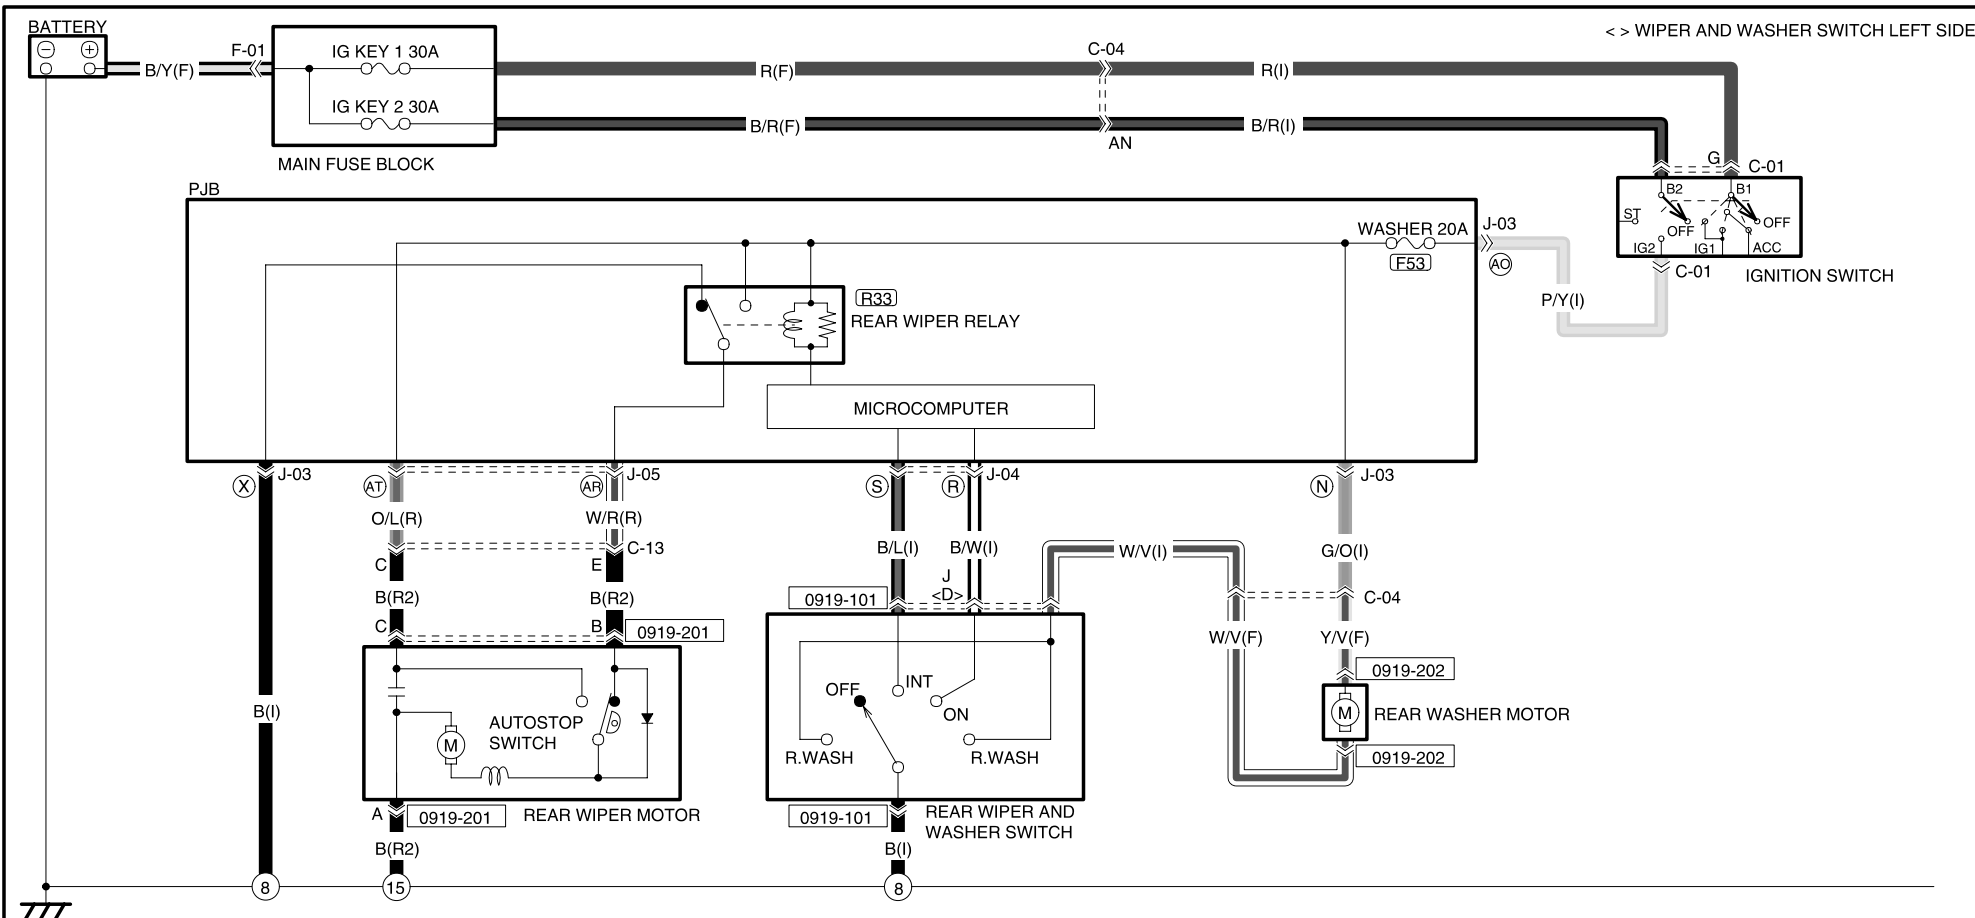 BATTERY
< > WIPER AND WASHER SWITCH LEFT SIDE
F-01
IG KEY 1 30A
C-04
B/Y(F)
R(F)
R(I)
IG KEY 2 30A
B/R(F)
B/R(I)
AN
MAIN FUSE BLOCK
G
C-01
PJB
B2
B1
ST
OFF
OFF
IG2
IG1
ACC
IGNITION SWITCH
C-01
WASHER 20A
J-03
F53
AO
P/Y(I)
R33
REAR WIPER RELAY
MICROCOMPUTER
X
J-03
AT
AR
J-05
S
R
J-04
N
J-03
O/L(R)
W/R(R)
C-13
B/L(I)
B/W(I)
W/V(I)
G/O(I)
C
E
J
<D>
B(R2)
B(R2)
0919-101
C-04
C
B
0919-201
W/V(F)
Y/V(F)
0919-202
OFF
INT
ON
B(I)
AUTOSTOP
SWITCH
M
M
REAR WASHER MOTOR
R.WASH
R.WASH
0919-202
A
0919-201
REAR WIPER MOTOR
0919-101
REAR WIPER AND
WASHER SWITCH
B(R2)
B(I)
8
15
8